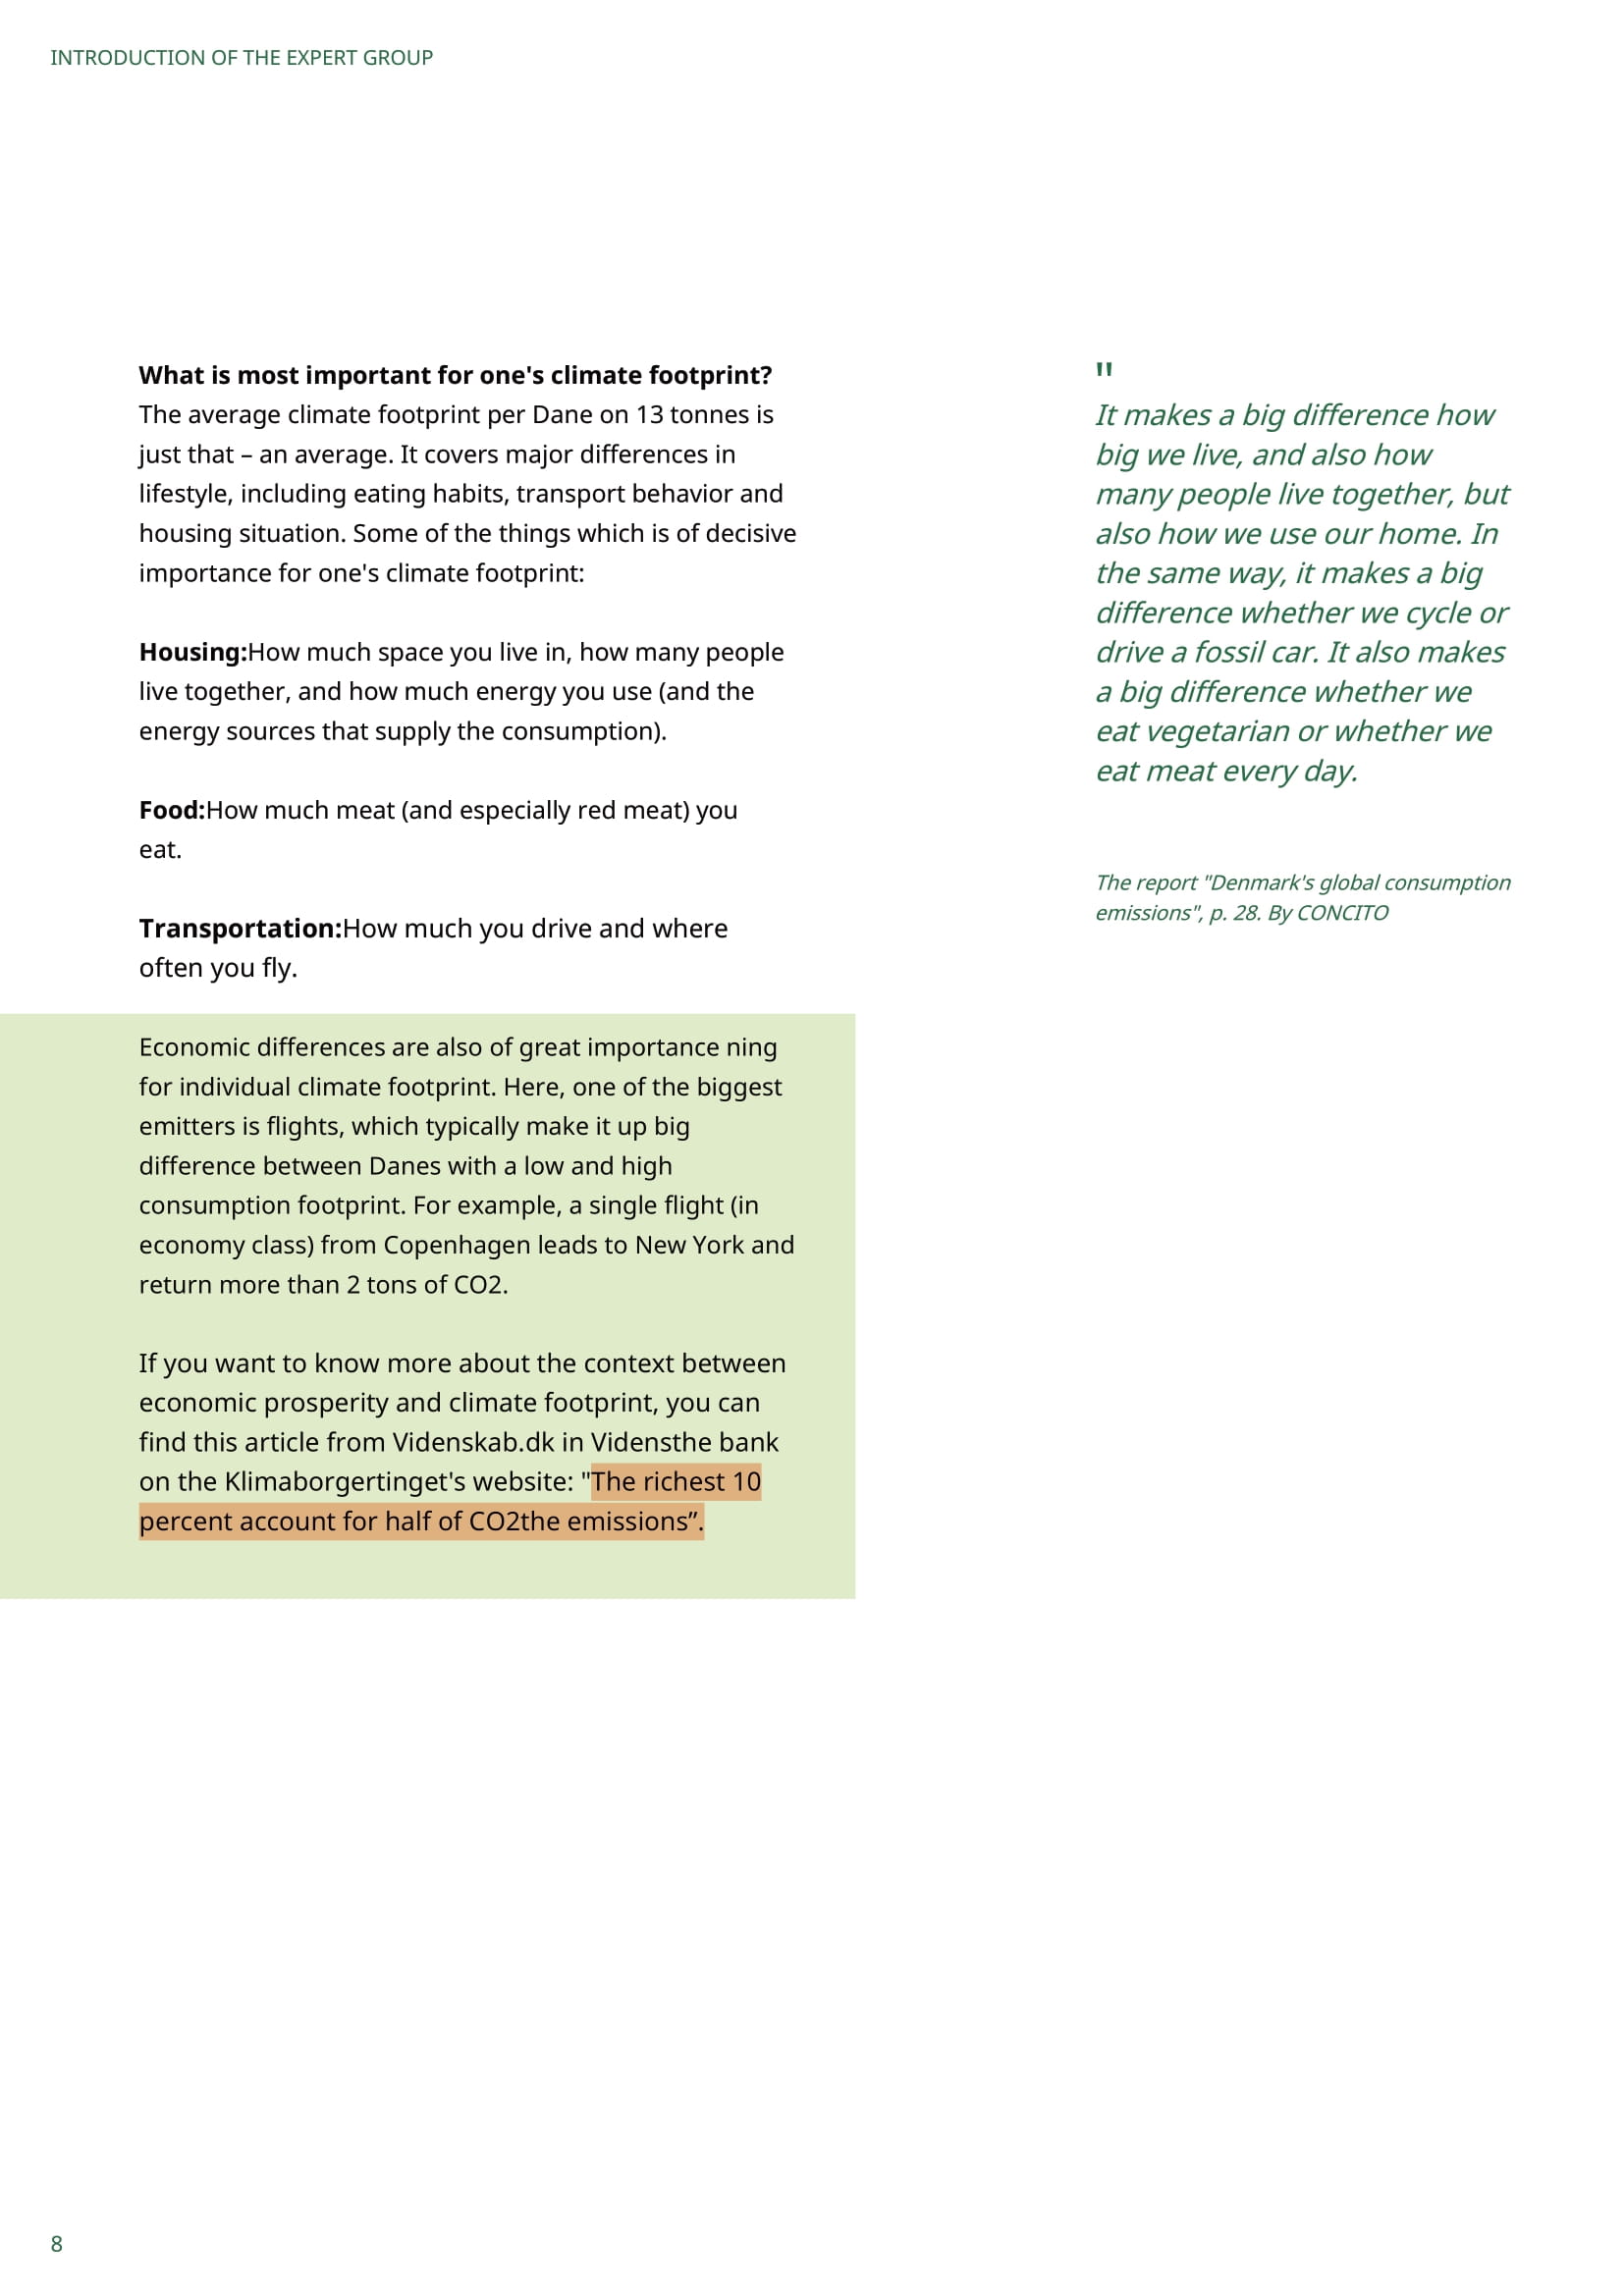 INTRODUCTION OF THE EXPERT GROUP
What is most important for one's climate footprint?
The average climate footprint per Dane on 13 tonnes is
just that – an average. It covers major differences in
lifestyle, including eating habits, transport behavior and
housing situation. Some of the things which is of decisive
importance for one's climate footprint:
Housing:How much space you live in, how many people
live together, and how much energy you use (and the
energy sources that supply the consumption).
Food:How much meat (and especially red meat) you
eat.
Transportation:How much you drive and where
often you fly.
Economic differences are also of great importance ning
for individual climate footprint. Here, one of the biggest
emitters is flights, which typically make it up big
difference between Danes with a low and high
consumption footprint. For example, a single flight (in
economy class) from Copenhagen leads to New York and
return more than 2 tons of CO2.
If you want to know more about the context between
economic prosperity and climate footprint, you can
find this article from Videnskab.dk in Vidensthe bank
on the Klimaborgertinget's website: "The richest 10
percent account for half of CO2the emissions”.
"
It makes a big difference how
big we live, and also how
many people live together, but
also how we use our home. In
the same way, it makes a big
difference whether we cycle or
drive a fossil car. It also makes
a big difference whether we
eat vegetarian or whether we
eat meat every day.
The report "Denmark's global consumption
emissions", p. 28. By CONCITO
8